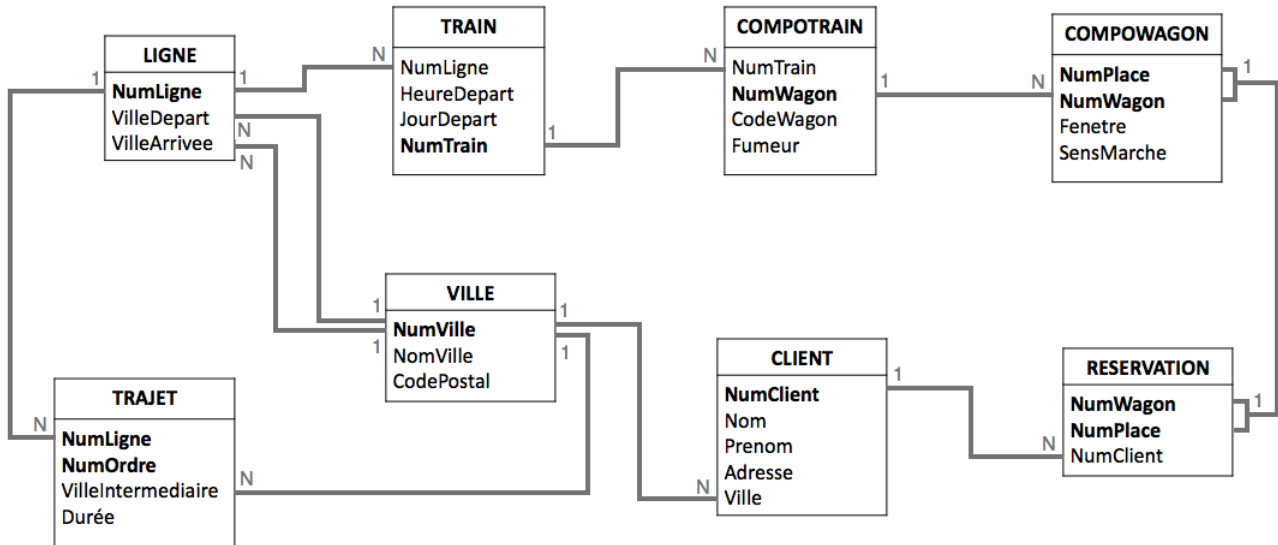 LIGNE
NumLigne
VilleDepart
VilleArrivee
1
1
N
N
TRAIN
NumLigne
HeureDepart
JourDepart
NumTrain
N
1
COMPOTRAIN
NumTrain
NumWagon
CodeWagon
Fumeur
N
1
COMPOWAGON
NumPlace
NumWagon
Fenetre
SensMarche
N
1
VILLE
NumVille
NomVille
CodePostal
1
1
1
1
TRAJET
NumLigne
NumOrdre
VilleIntermediaire
Durée
N
N
CLIENT
NumClient
Nom
Prenom
Adresse
Ville
1
N
RESERVATION
NumWagon
NumPlace
NumClient
1
N